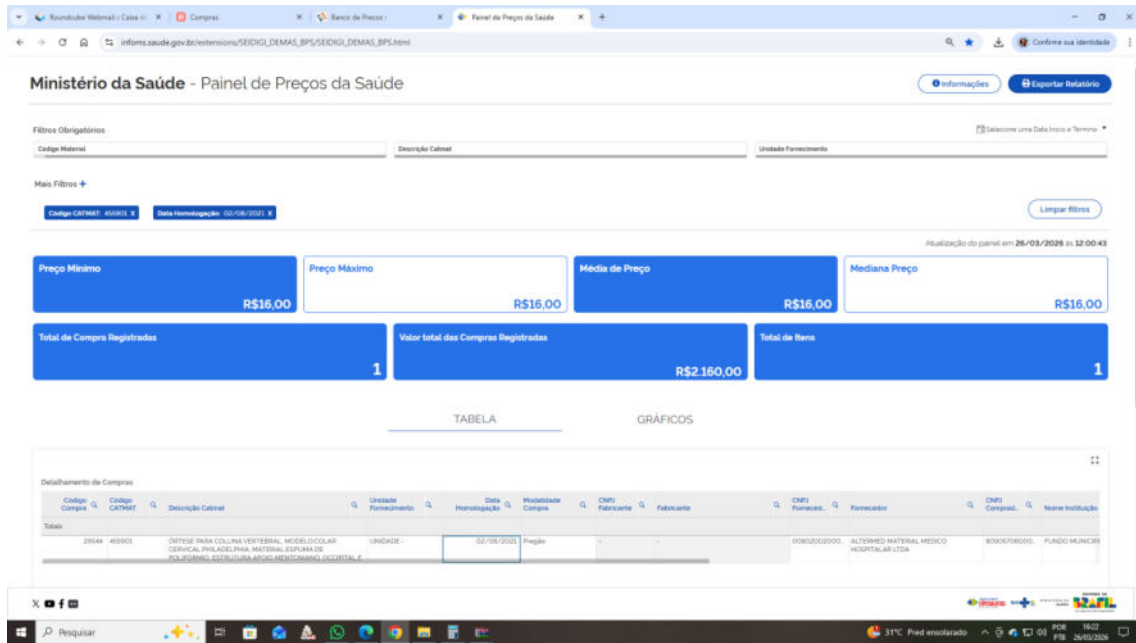 Roundcube Webmail :: Caixa
Compras
Banco de Preços
Painel de Preços da Saúde
infoms.saude.gov.br/extensions/SEIDIGI_DEMAS_BPS/SEIDIGI_DEMAS_BPS.html
Confirme sua identidade
Ministério da Saúde - Painel de Preços da Saúde
Informações
Exportar Relatório
Filtros Obrigatórios
Selecione uma Data Inicio e Termino
Código Material
Descrição Catmat
Unidade Fornecimento
Mais Filtros +
Código CATMAT: 455901 X
Data Homologação: 02/08/2021 X
Limpar filtros
Atualização do painel em 26/03/2026 às 12:00:43
Preço Mínimo
R$16,00
Preço Máximo
R$16,00
Média de Preço
R$16,00
Mediana Preço
R$16,00
Total de Compra Registradas
1
Valor total das Compras Registradas
R$2.160,00
Total de Itens
1
TABELA
GRÁFICOS
Detalhamento de Compras
Código Compra
Código CATMAT
Descrição Catmat
Unidade Fornecimento
Data Homologação
Modalidade Compra
CNPJ Fabricante
Fabricante
CNPJ Forneced...
Fornecedor
CNPJ Comprad...
Nome Instituição
Totais
455901
ÓRTESE PARA COLUNA VERTEBRAL, MODELO:COLAR
CERVICAL PHILADELPHIA, MATERIAL:ESPUMA DE
POLIFÓRMIO, ESTRUTURA:APOIO MENTONIANO, OCCIPITAL E
UNIDADE -
02/08/2021
Pregão
-
-
00802002000...
ALTERMED MATERIAL MEDICO
HOSPITALAR LTDA
FUNDO MUNICIPI
Pesquisar
31°C Pred ensolarado
POR
PTB
16:22
26/03/2026